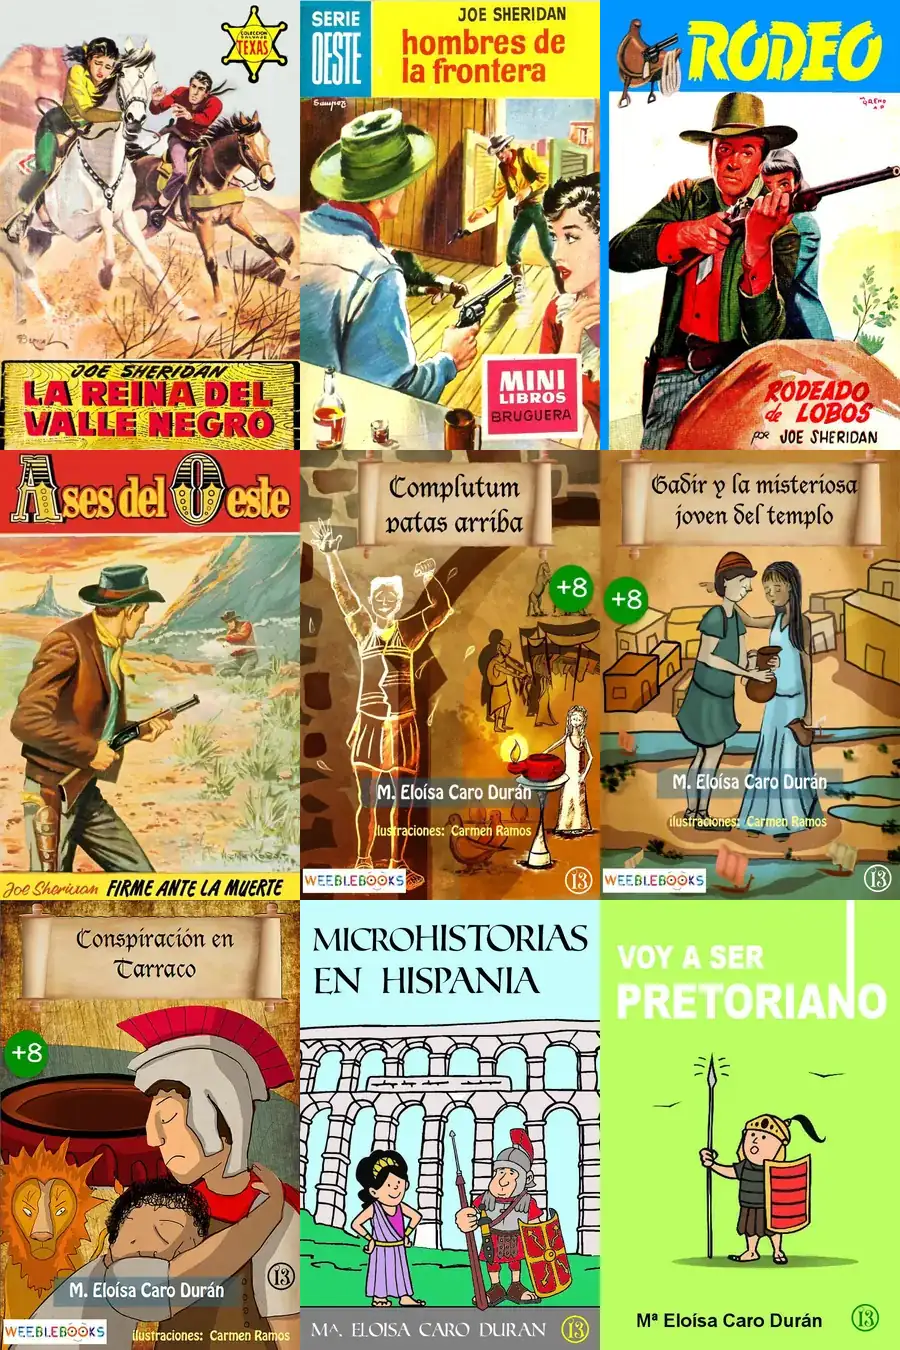 COLECCION
SALVAJE
TEXAS
JOE SHERIDAN
LA REINA DEL
VALLE NEGRO
SERIE
OESTE
JOE SHERIDAN
hombres de
la frontera
MINI
LIBROS
BRUGUERA
RODEO
RODEADO
de LOBOS
por JOE SHERIDAN
Ases del Oeste
Joe Sheridan FIRME ANTE LA MUERTE
Complutum
patas arriba
+8
M. Eloísa Caro Durán
ilustraciones: Carmen Ramos
WEEBLEBOOKS
13
Gadir y la misteriosa
joven del templo
+8
M. Eloísa Caro Durán
ilustraciones: Carmen Ramos
WEEBLEBOOKS
13
Conspiración en
Tarraco
+8
13
M. Eloísa Caro Durán
WEEBLEBOOKS
ilustraciones: Carmen Ramos
MICROHISTORIAS
EN HISPANIA
Mª. ELOISA CARO DURAN
13
VOY A SER
PRETORIANO
Mª Eloísa Caro Durán
13